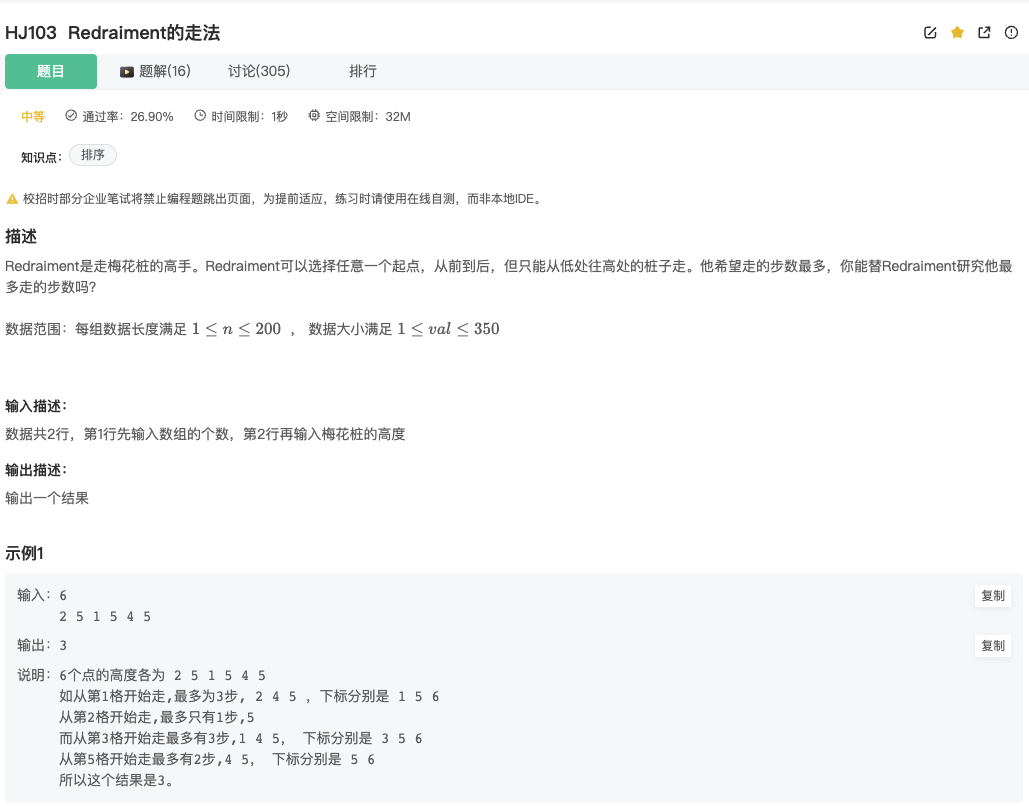 HJ103 Redraiment的走法
题目 题解(16) 讨论(305) 排行
中等 通过率：26.90% 时间限制：1秒 空间限制：32M
知识点： 排序
校招时部分企业笔试将禁止编程题跳出页面，为提前适应，练习时请使用在线自测，而非本地IDE。
描述
Redraiment是走梅花桩的高手。Redraiment可以选择任意一个起点，从前到后，但只能从低处往高处的桩子走。他希望走的步数最多，你能替Redraiment研究他最
多走的步数吗？
数据范围：每组数据长度满足 1 ≤ n ≤ 200 ， 数据大小满足 1 ≤ val ≤ 350
输入描述：
数据共2行，第1行先输入数组的个数，第2行再输入梅花桩的高度
输出描述：
输出一个结果
示例1
输入：6 复制
2 5 1 5 4 5
输出：3 复制
说明：6个点的高度各为 2 5 1 5 4 5
如从第1格开始走,最多为3步, 2 4 5 ，下标分别是 1 5 6
从第2格开始走,最多只有1步,5
而从第3格开始走最多有3步,1 4 5， 下标分别是 3 5 6
从第5格开始走最多有2步,4 5， 下标分别是 5 6
所以这个结果是3。